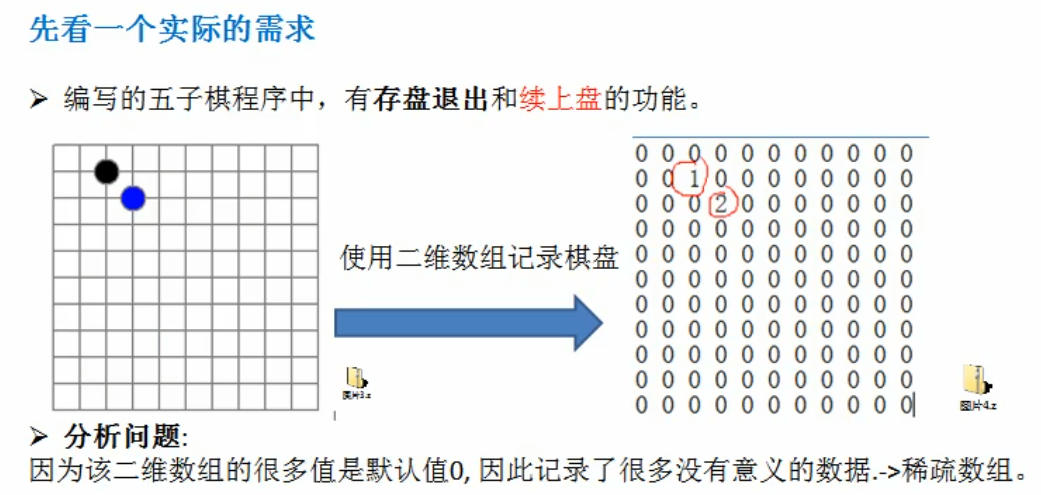 先看一个实际的需求
➢ 编写的五子棋程序中，有存盘退出和续上盘的功能。
使用二维数组记录棋盘
0 0 0 0 0 0 0 0 0 0 0
0 0 1 0 0 0 0 0 0 0 0
0 0 0 2 0 0 0 0 0 0 0
0 0 0 0 0 0 0 0 0 0 0
0 0 0 0 0 0 0 0 0 0 0
0 0 0 0 0 0 0 0 0 0 0
0 0 0 0 0 0 0 0 0 0 0
0 0 0 0 0 0 0 0 0 0 0
0 0 0 0 0 0 0 0 0 0 0
0 0 0 0 0 0 0 0 0 0 0
0 0 0 0 0 0 0 0 0 0 0
图片3.z
图片4.z
➢ 分析问题:
因为该二维数组的很多值是默认值0, 因此记录了很多没有意义的数据.->稀疏数组。